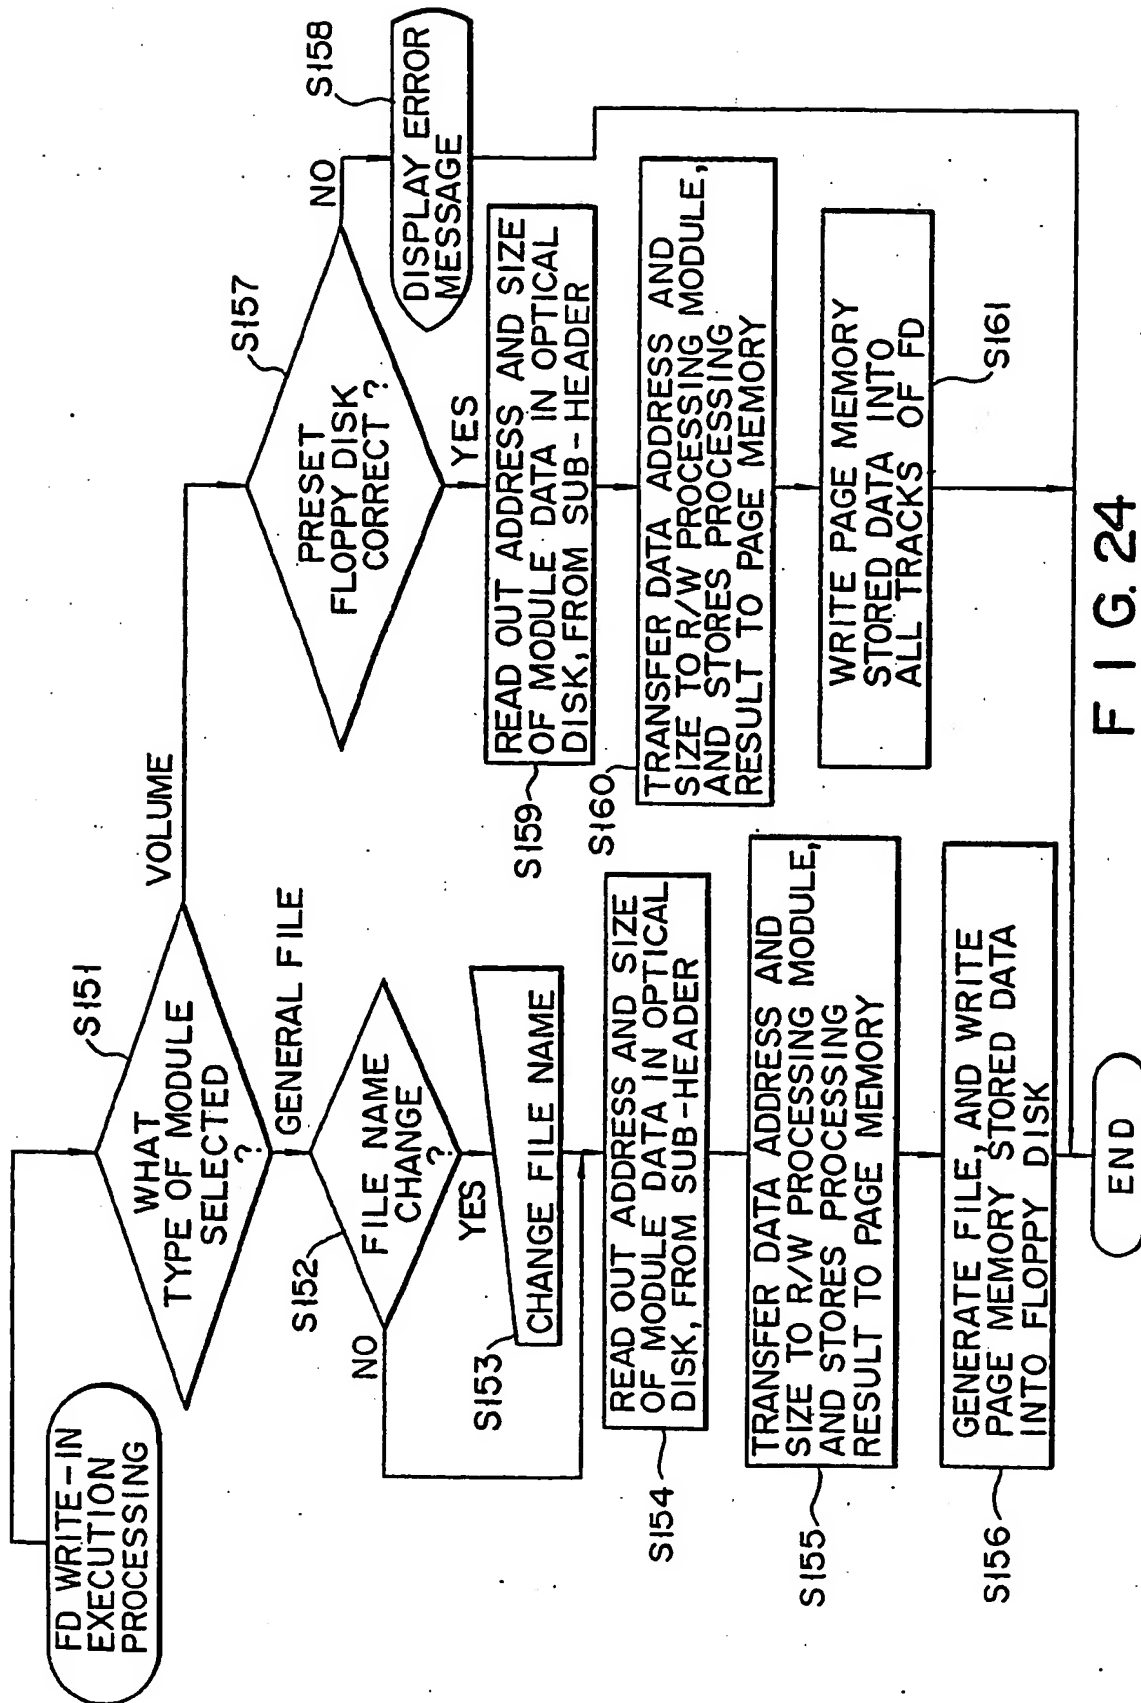 FD WRITE-IN
EXECUTION
PROCESSING
S151
WHAT
TYPE OF MODULE
SELECTED
?
VOLUME
GENERAL FILE
S152
FILE NAME
CHANGE
?
NO
YES
S153
CHANGE FILE NAME
S154
READ OUT ADDRESS AND SIZE
OF MODULE DATA IN OPTICAL
DISK, FROM SUB-HEADER
S155
TRANSFER DATA ADDRESS AND
SIZE TO R/W PROCESSING MODULE,
AND STORES PROCESSING
RESULT TO PAGE MEMORY
S156
GENERATE FILE, AND WRITE
PAGE MEMORY STORED DATA
INTO FLOPPY DISK
END
S157
PRESET
FLOPPY DISK
CORRECT ?
NO
YES
S158
DISPLAY ERROR
MESSAGE
S159
READ OUT ADDRESS AND SIZE
OF MODULE DATA IN OPTICAL
DISK, FROM SUB-HEADER
S160
TRANSFER DATA ADDRESS AND
SIZE TO R/W PROCESSING MODULE,
AND STORES PROCESSING
RESULT TO PAGE MEMORY
S161
WRITE PAGE MEMORY
STORED DATA INTO
ALL TRACKS OF FD
FIG. 24